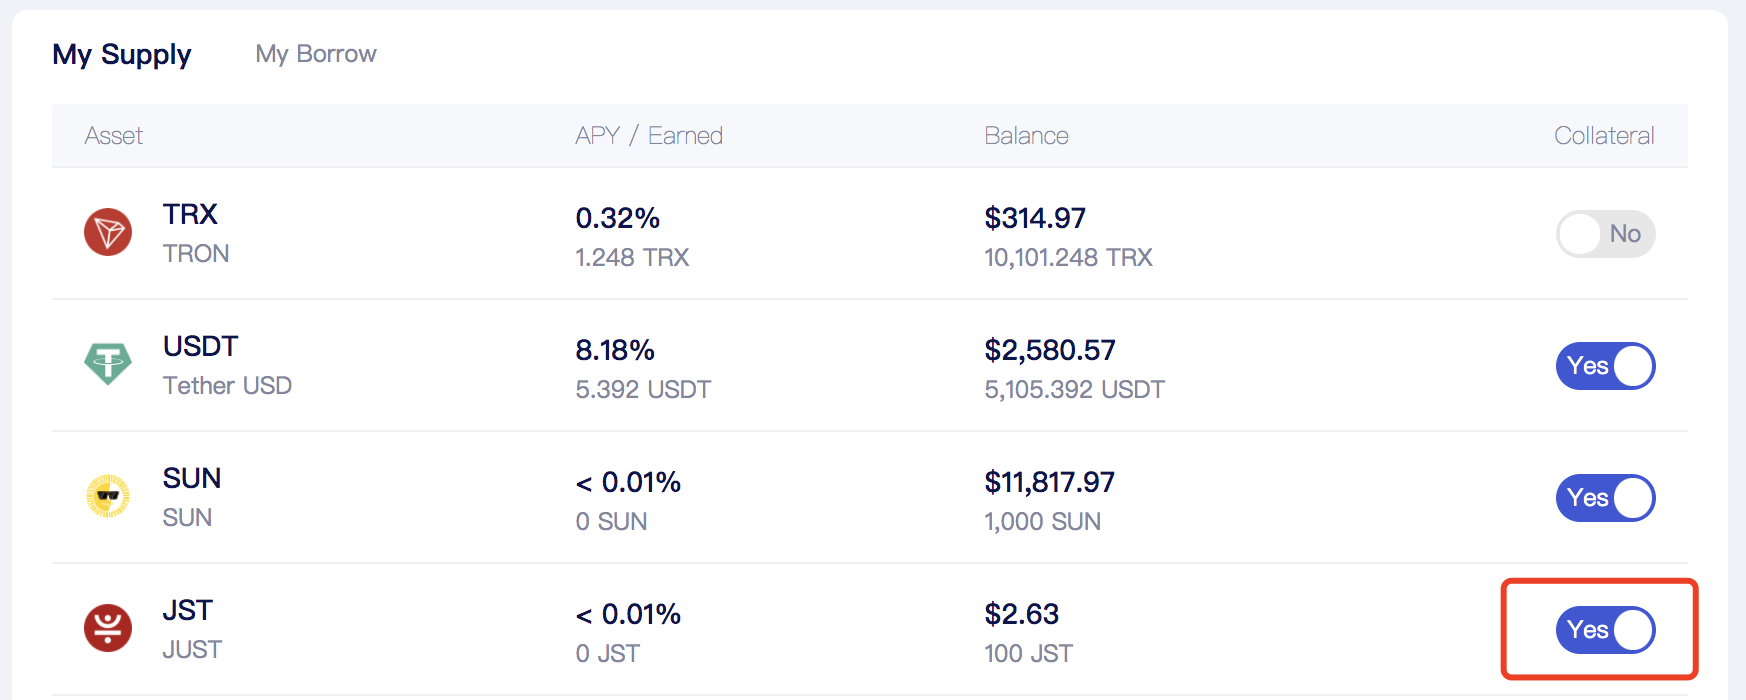 My Supply My Borrow
Asset APY / Earned Balance Collateral
TRX 0.32% $314.97 No
TRON 1.248 TRX 10,101.248 TRX
USDT 8.18% $2,580.57 Yes
Tether USD 5.392 USDT 5,105.392 USDT
SUN < 0.01% $11,817.97 Yes
SUN 0 SUN 1,000 SUN
JST < 0.01% $2.63 Yes
JUST 0 JST 100 JST